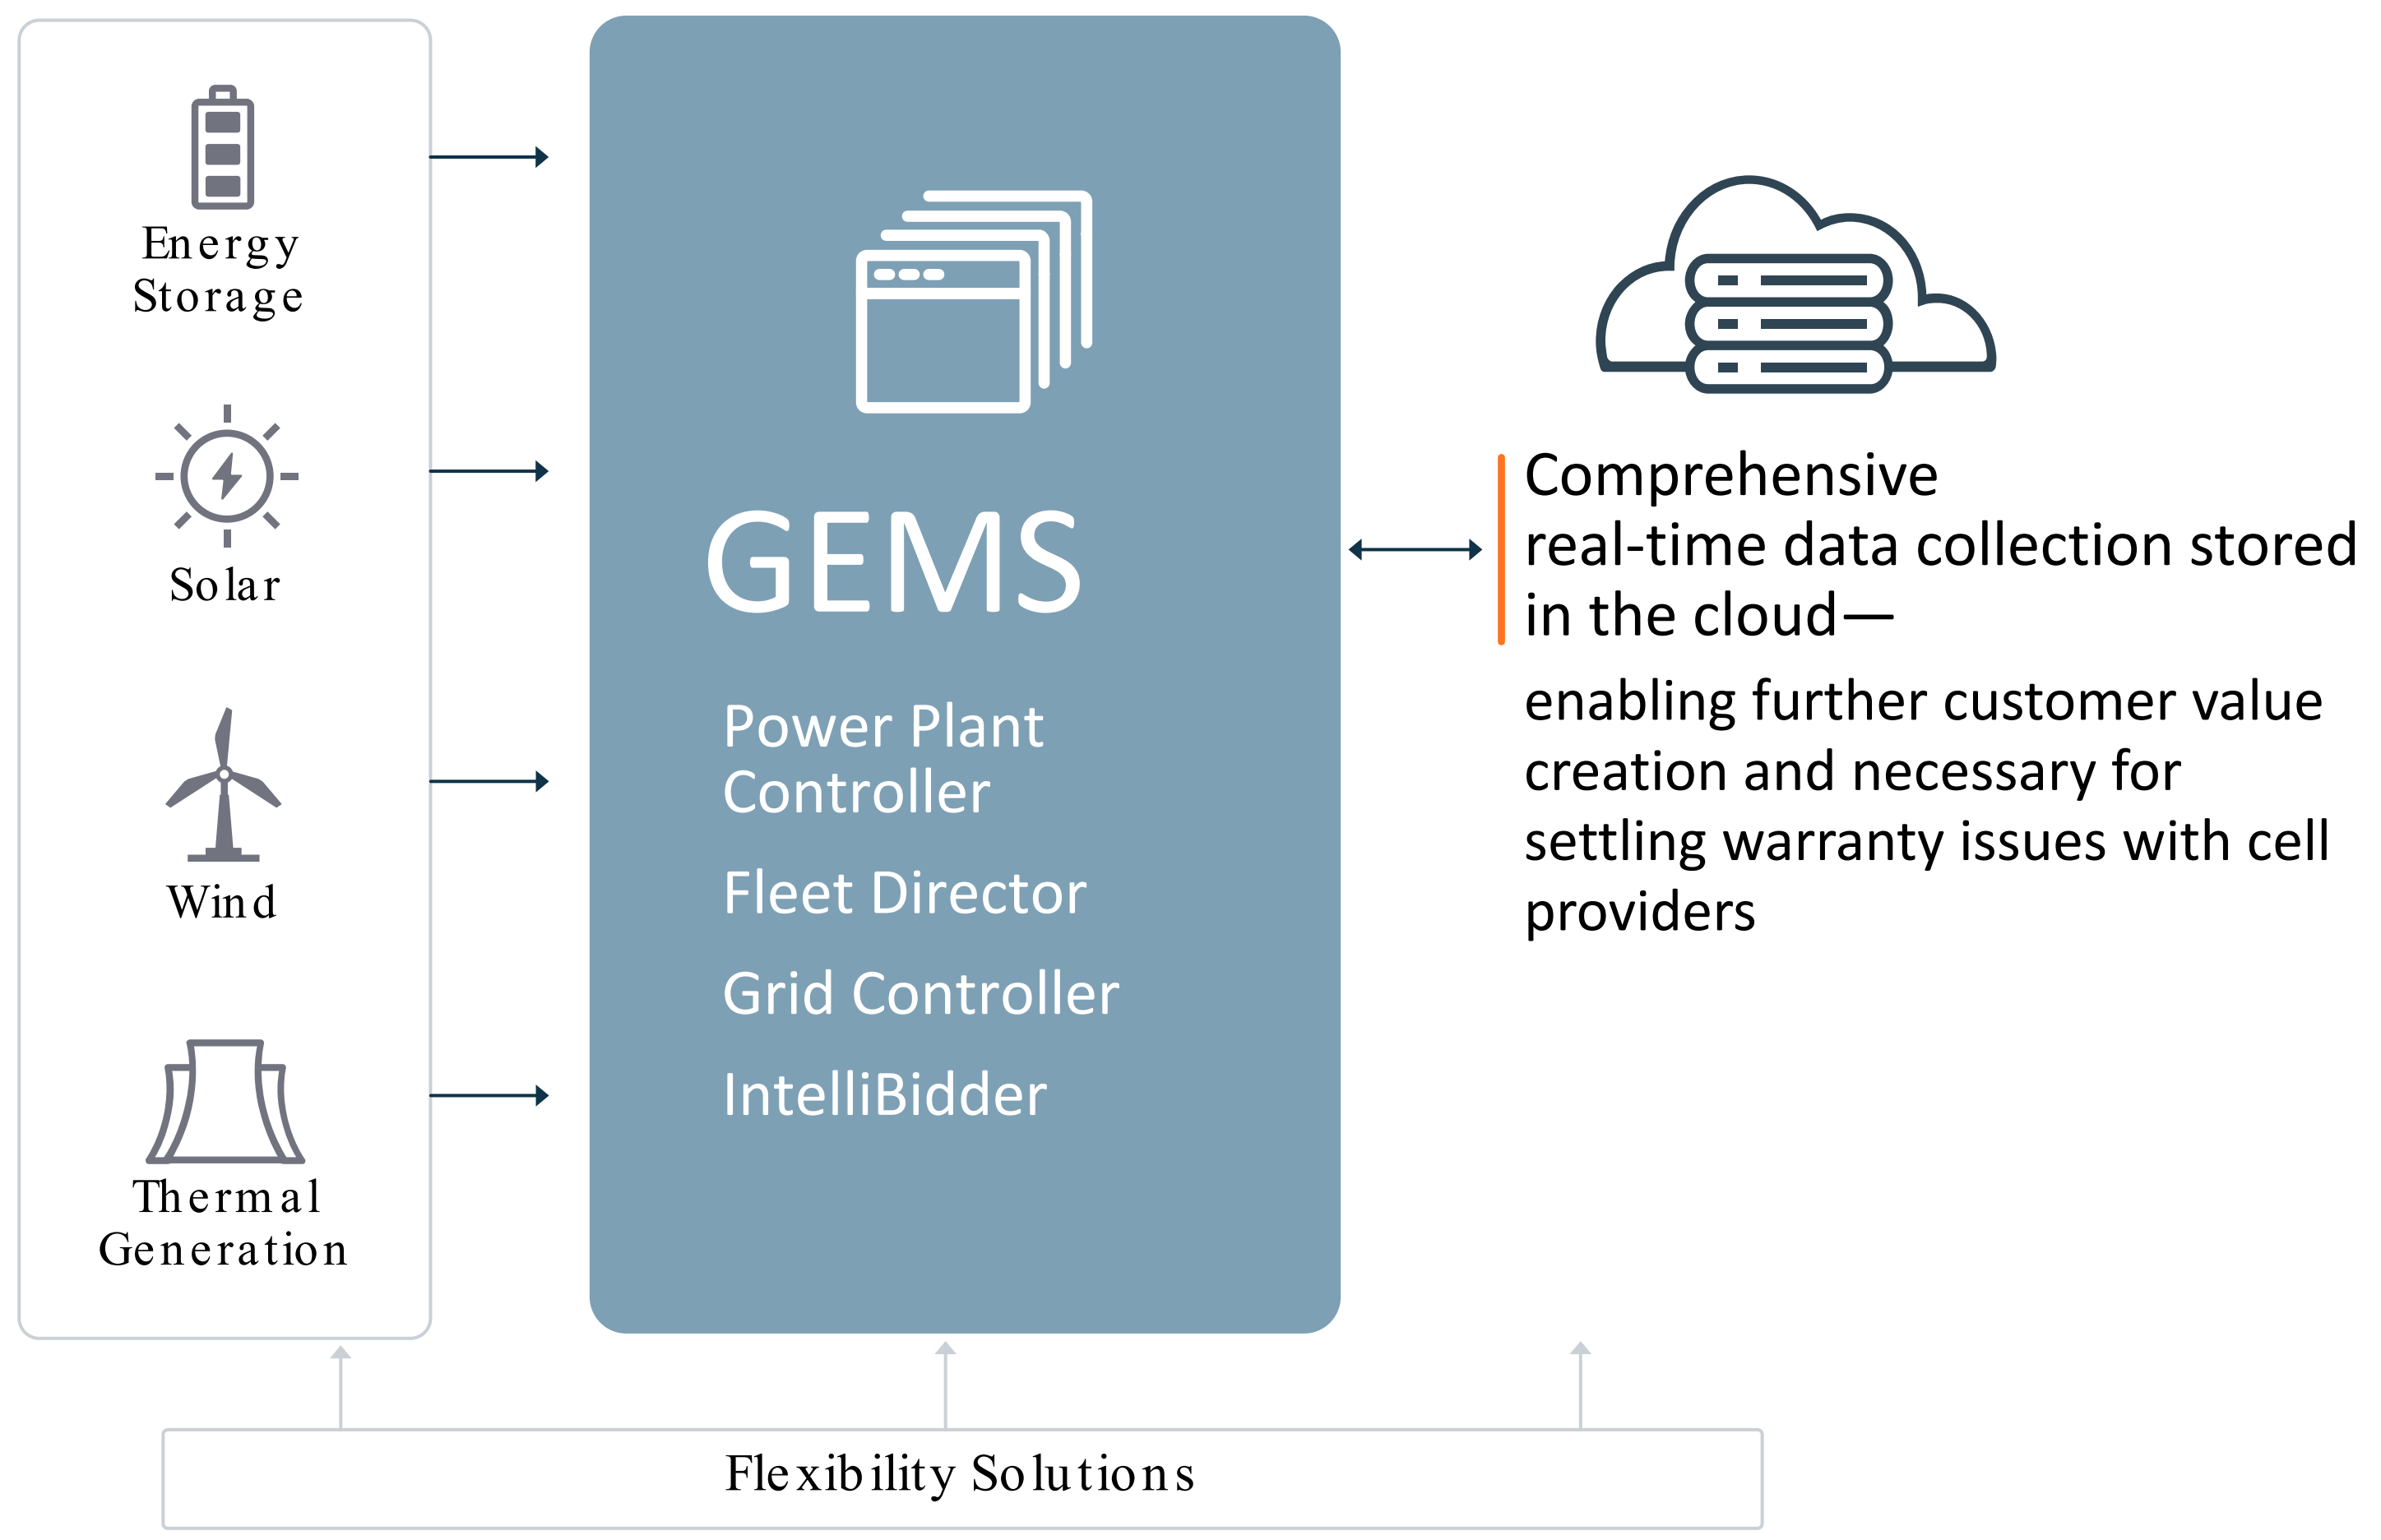 Energy
Storage
Solar
Wind
Thermal
Generation
GEMS
Power Plant
Controller
Fleet Director
Grid Controller
IntelliBidder
Comprehensive
real-time data collection stored
in the cloud—
enabling further customer value
creation and necessary for
settling warranty issues with cell
providers
Flexibility Solutions